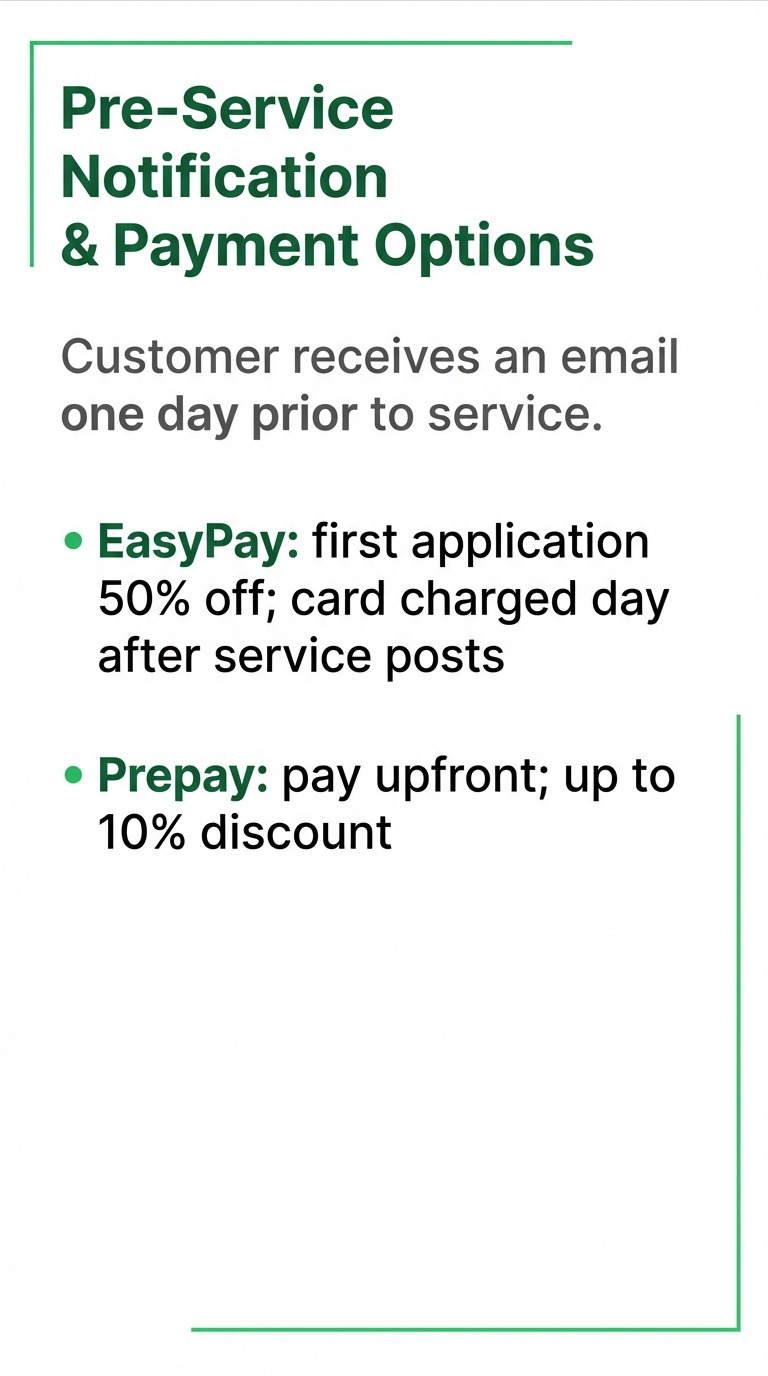 Pre-Service
Notification
& Payment Options
Customer receives an email
one day prior to service.
• EasyPay: first application
50% off; card charged day
after service posts
• Prepay: pay upfront; up to
10% discount